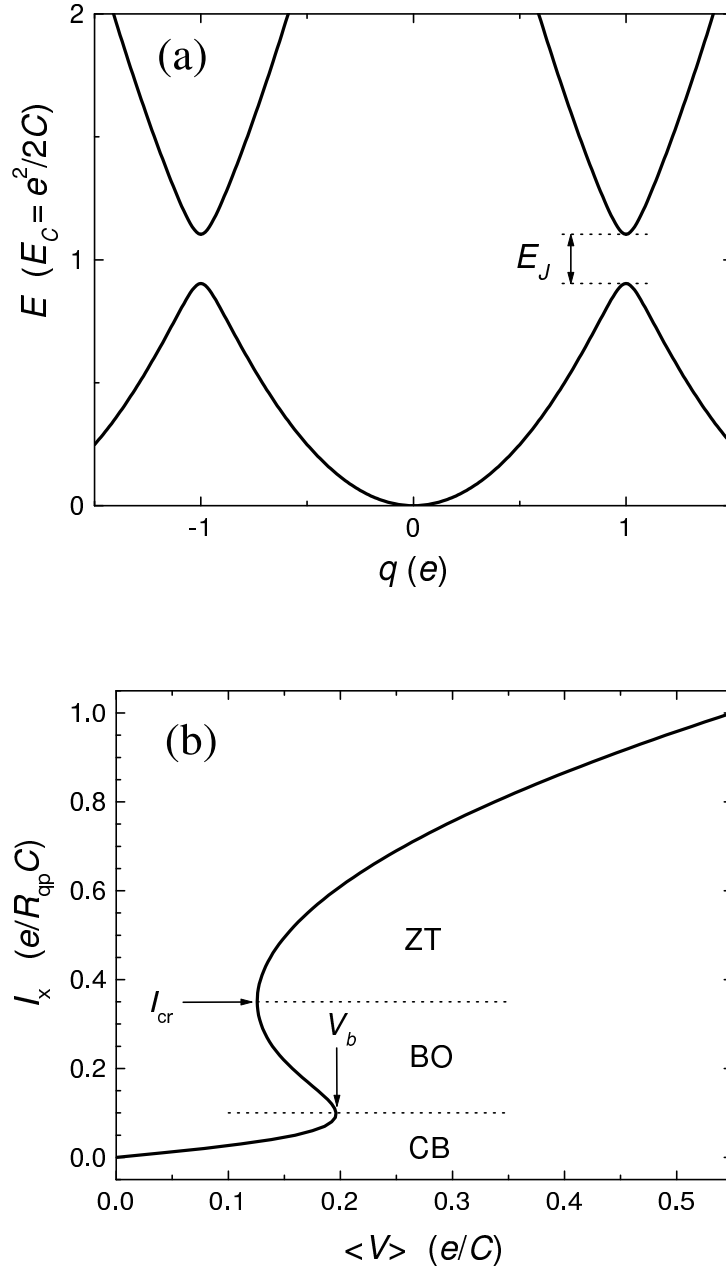 (a)
2
1
0
E (E_C = e^2/2C)
E_J
-1 0 1
q (e)
(b)
1.0
0.8
0.6
0.4
0.2
0.0
I_x (e/R_qp C)
ZT
I_cr
V_b
BO
CB
0.0 0.1 0.2 0.3 0.4 0.5
<V> (e/C)